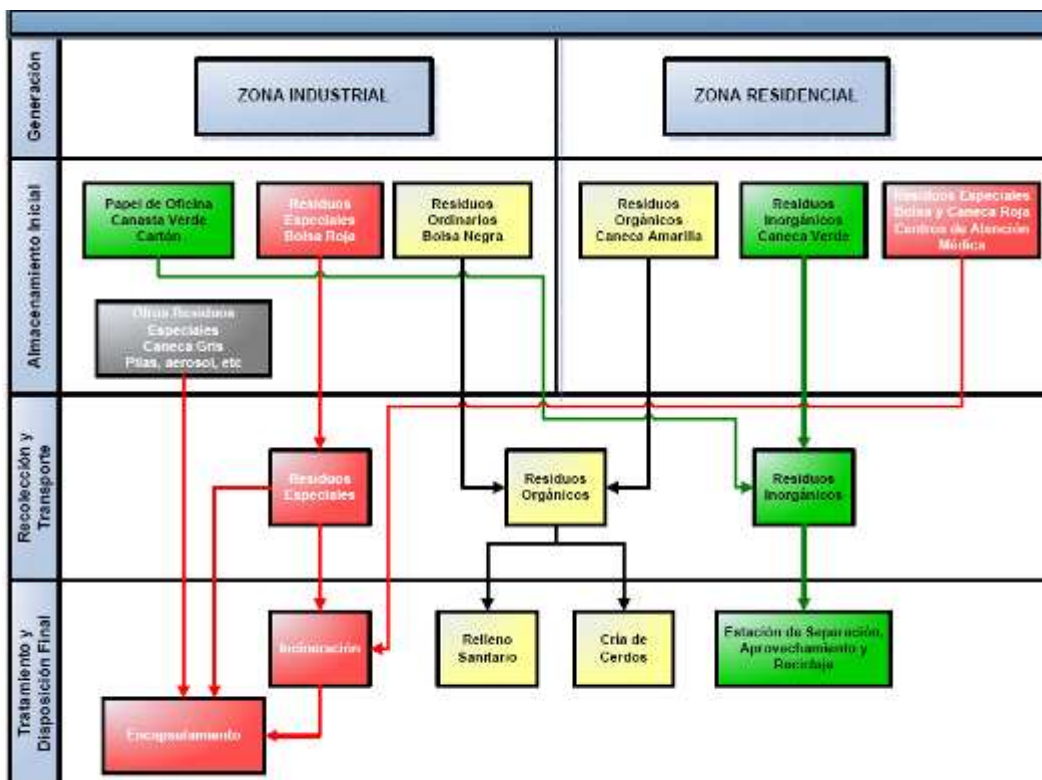 Generación
ZONA INDUSTRIAL
ZONA RESIDENCIAL
Almacenamiento Inicial
Papel de Oficina
Canasta Verde
Cartón
Residuos
Especiales
Bolsa Roja
Residuos
Ordinarios
Bolsa Negra
Residuos
Orgánicos
Caneca Amarilla
Residuos
Inorgánicos
Caneca Verde
Residuos Especiales
Bolsa y Caneca Roja
Centros de Atención
Médica
Otros Residuos
Especiales
Caneca Gris
Pilas, aerosol, etc
Recolección y
Transporte
Residuos
Especiales
Residuos
Orgánicos
Residuos
Inorgánicos
Tratamiento y
Disposición Final
Incineración
Relleno
Sanitario
Cría de
Cerdos
Estación de Separación,
Aprovechamiento y
Reciclaje
Encapsulamiento